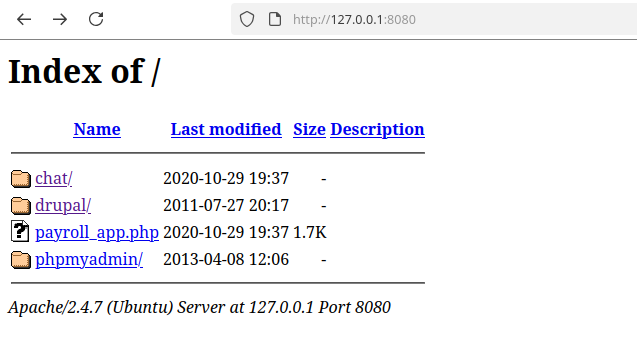 http://127.0.0.1:8080
Index of /
Name Last modified Size Description
chat/ 2020-10-29 19:37 -
drupal/ 2011-07-27 20:17 -
payroll_app.php 2020-10-29 19:37 1.7K
phpmyadmin/ 2013-04-08 12:06 -
Apache/2.4.7 (Ubuntu) Server at 127.0.0.1 Port 8080